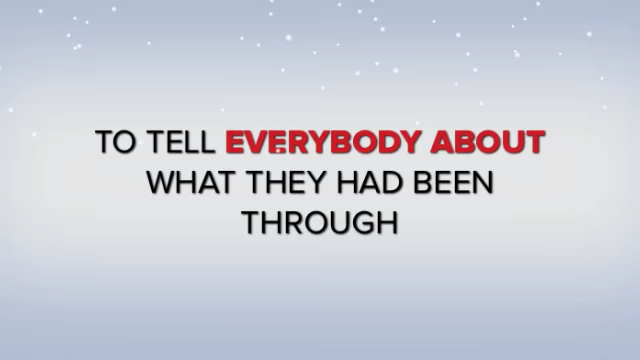 TO TELL EVERYBODY ABOUT
WHAT THEY HAD BEEN
THROUGH